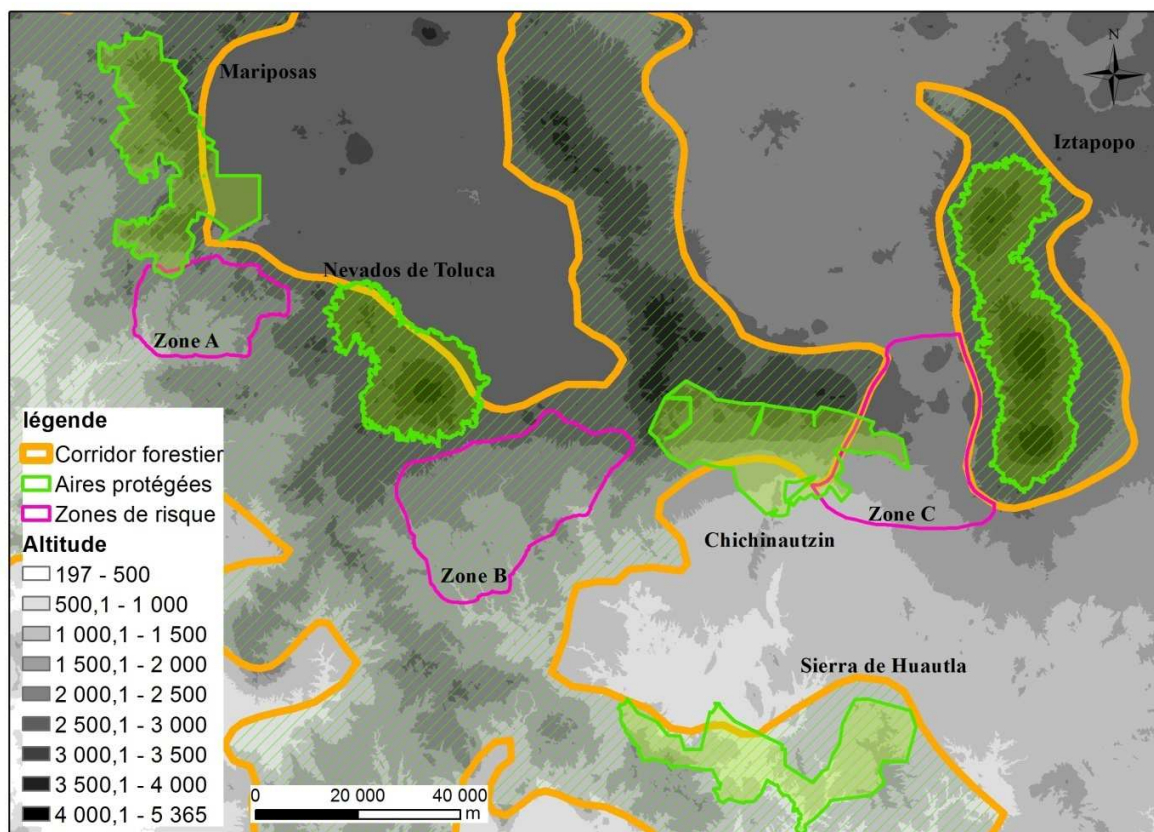 Mariposas
N
Iztapopo
Nevados de Toluca
Zone A
Zone C
Chichinautzin
Zone B
Sierra de Huautla
légende
Corridor forestier
Aires protégées
Zones de risque
Altitude
197 - 500
500,1 - 1 000
1 000,1 - 1 500
1 500,1 - 2 000
2 000,1 - 2 500
2 500,1 - 3 000
3 000,1 - 3 500
3 500,1 - 4 000
4 000,1 - 5 365
0 20 000 40 000
m